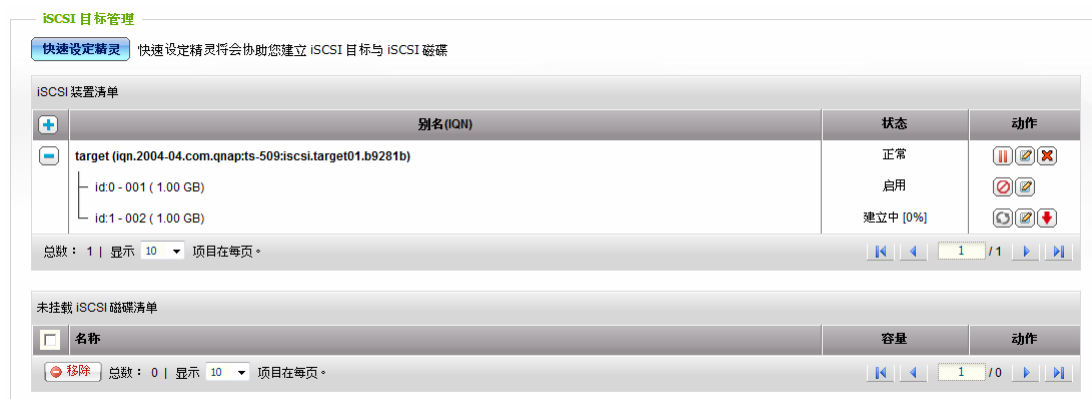 iSCSI 目标管理
快速设定精灵 快速设定精灵将会协助您建立 iSCSI 目标与 iSCSI 磁碟
iSCSI 装置清单
别名(IQN) 状态 动作
target (iqn.2004-04.com.qnap:ts-509:iscsi.target01.b9281b) 正常
id:0 - 001 ( 1.00 GB) 启用
id:1 - 002 ( 1.00 GB) 建立中 [0%]
总数： 1 | 显示 10 项目在每页。 1 / 1
未挂载 iSCSI 磁碟清单
名称 容量 动作
移除 总数： 0 | 显示 10 项目在每页。 1 / 0